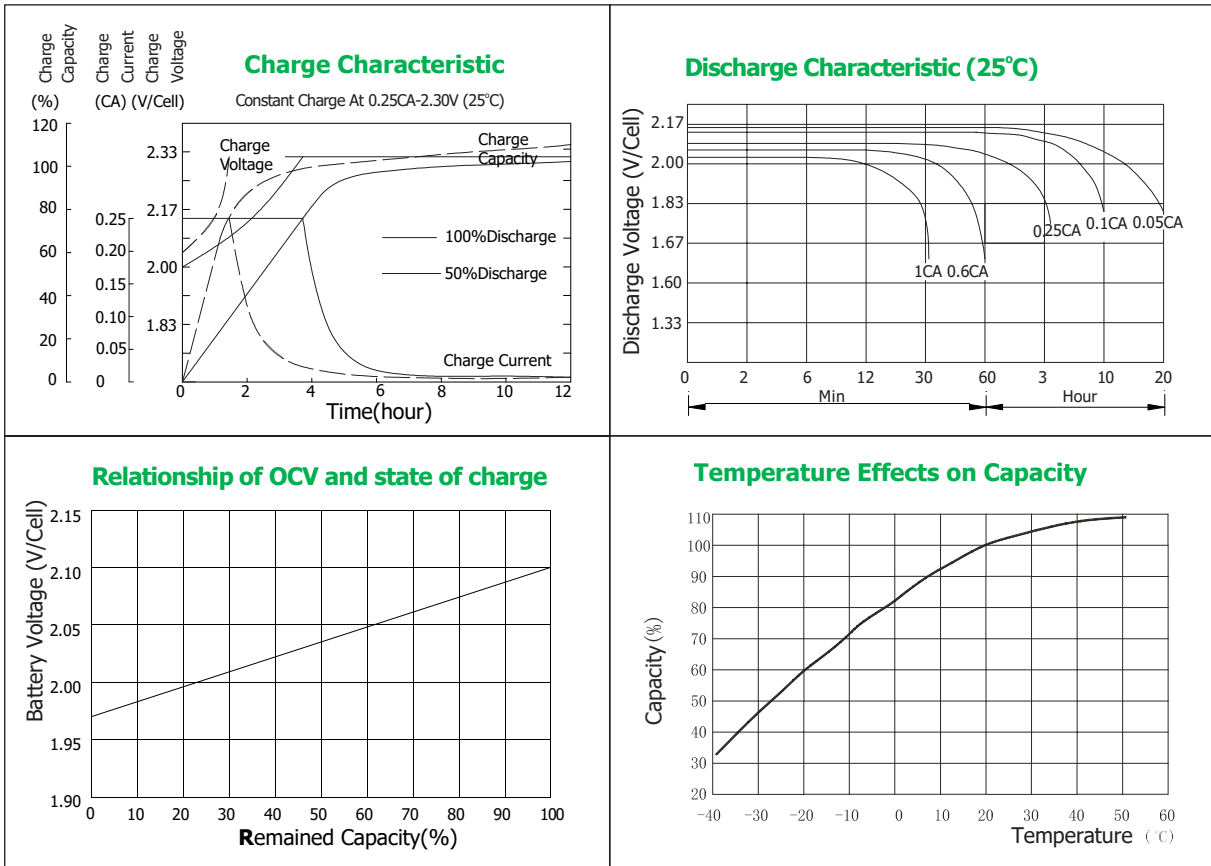 Charge Characteristic
Charge
Capacity
Charge
Current
Charge
Voltage
(%)
(CA) (V/Cell)
Constant Charge At 0.25CA-2.30V (25°C)
120
100
80
60
40
20
0
0.25
0.20
0.15
0.10
0.05
0
2.33
2.17
2.00
1.83
Charge
Voltage
Charge
Capacity
100%Discharge
50%Discharge
Charge Current
0 2 4 6 8 10 12
Time(hour)
Discharge Characteristic (25°C)
Discharge Voltage (V/Cell)
2.17
2.00
1.83
1.67
1.60
1.33
1CA 0.6CA
0.25CA
0.1CA 0.05CA
0 2 6 12 30 60 3 10 20
Min
Hour
Relationship of OCV and state of charge
Battery Voltage (V/Cell)
2.15
2.10
2.05
2.00
1.95
1.90
0 10 20 30 40 50 60 70 80 90 100
Remained Capacity(%)
Temperature Effects on Capacity
Capacity(%)
110
100
90
80
70
60
50
40
30
20
-40 -30 -20 -10 0 10 20 30 40 50 60
Temperature (℃)